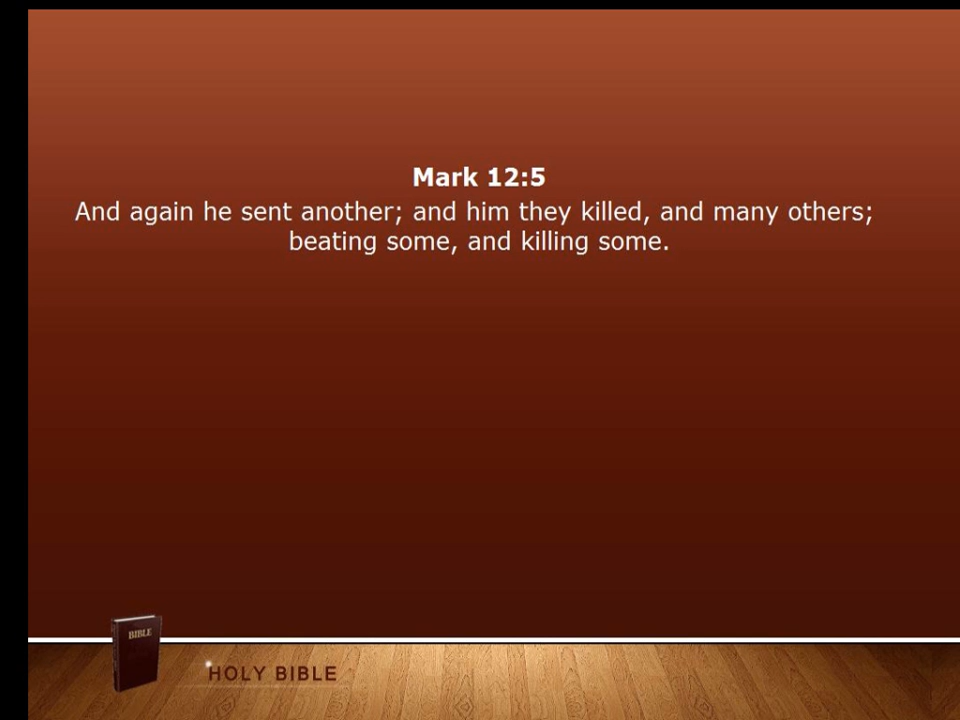 Mark 12:5
And again he sent another; and him they killed, and many others;
beating some, and killing some.
BIBLE
HOLY BIBLE